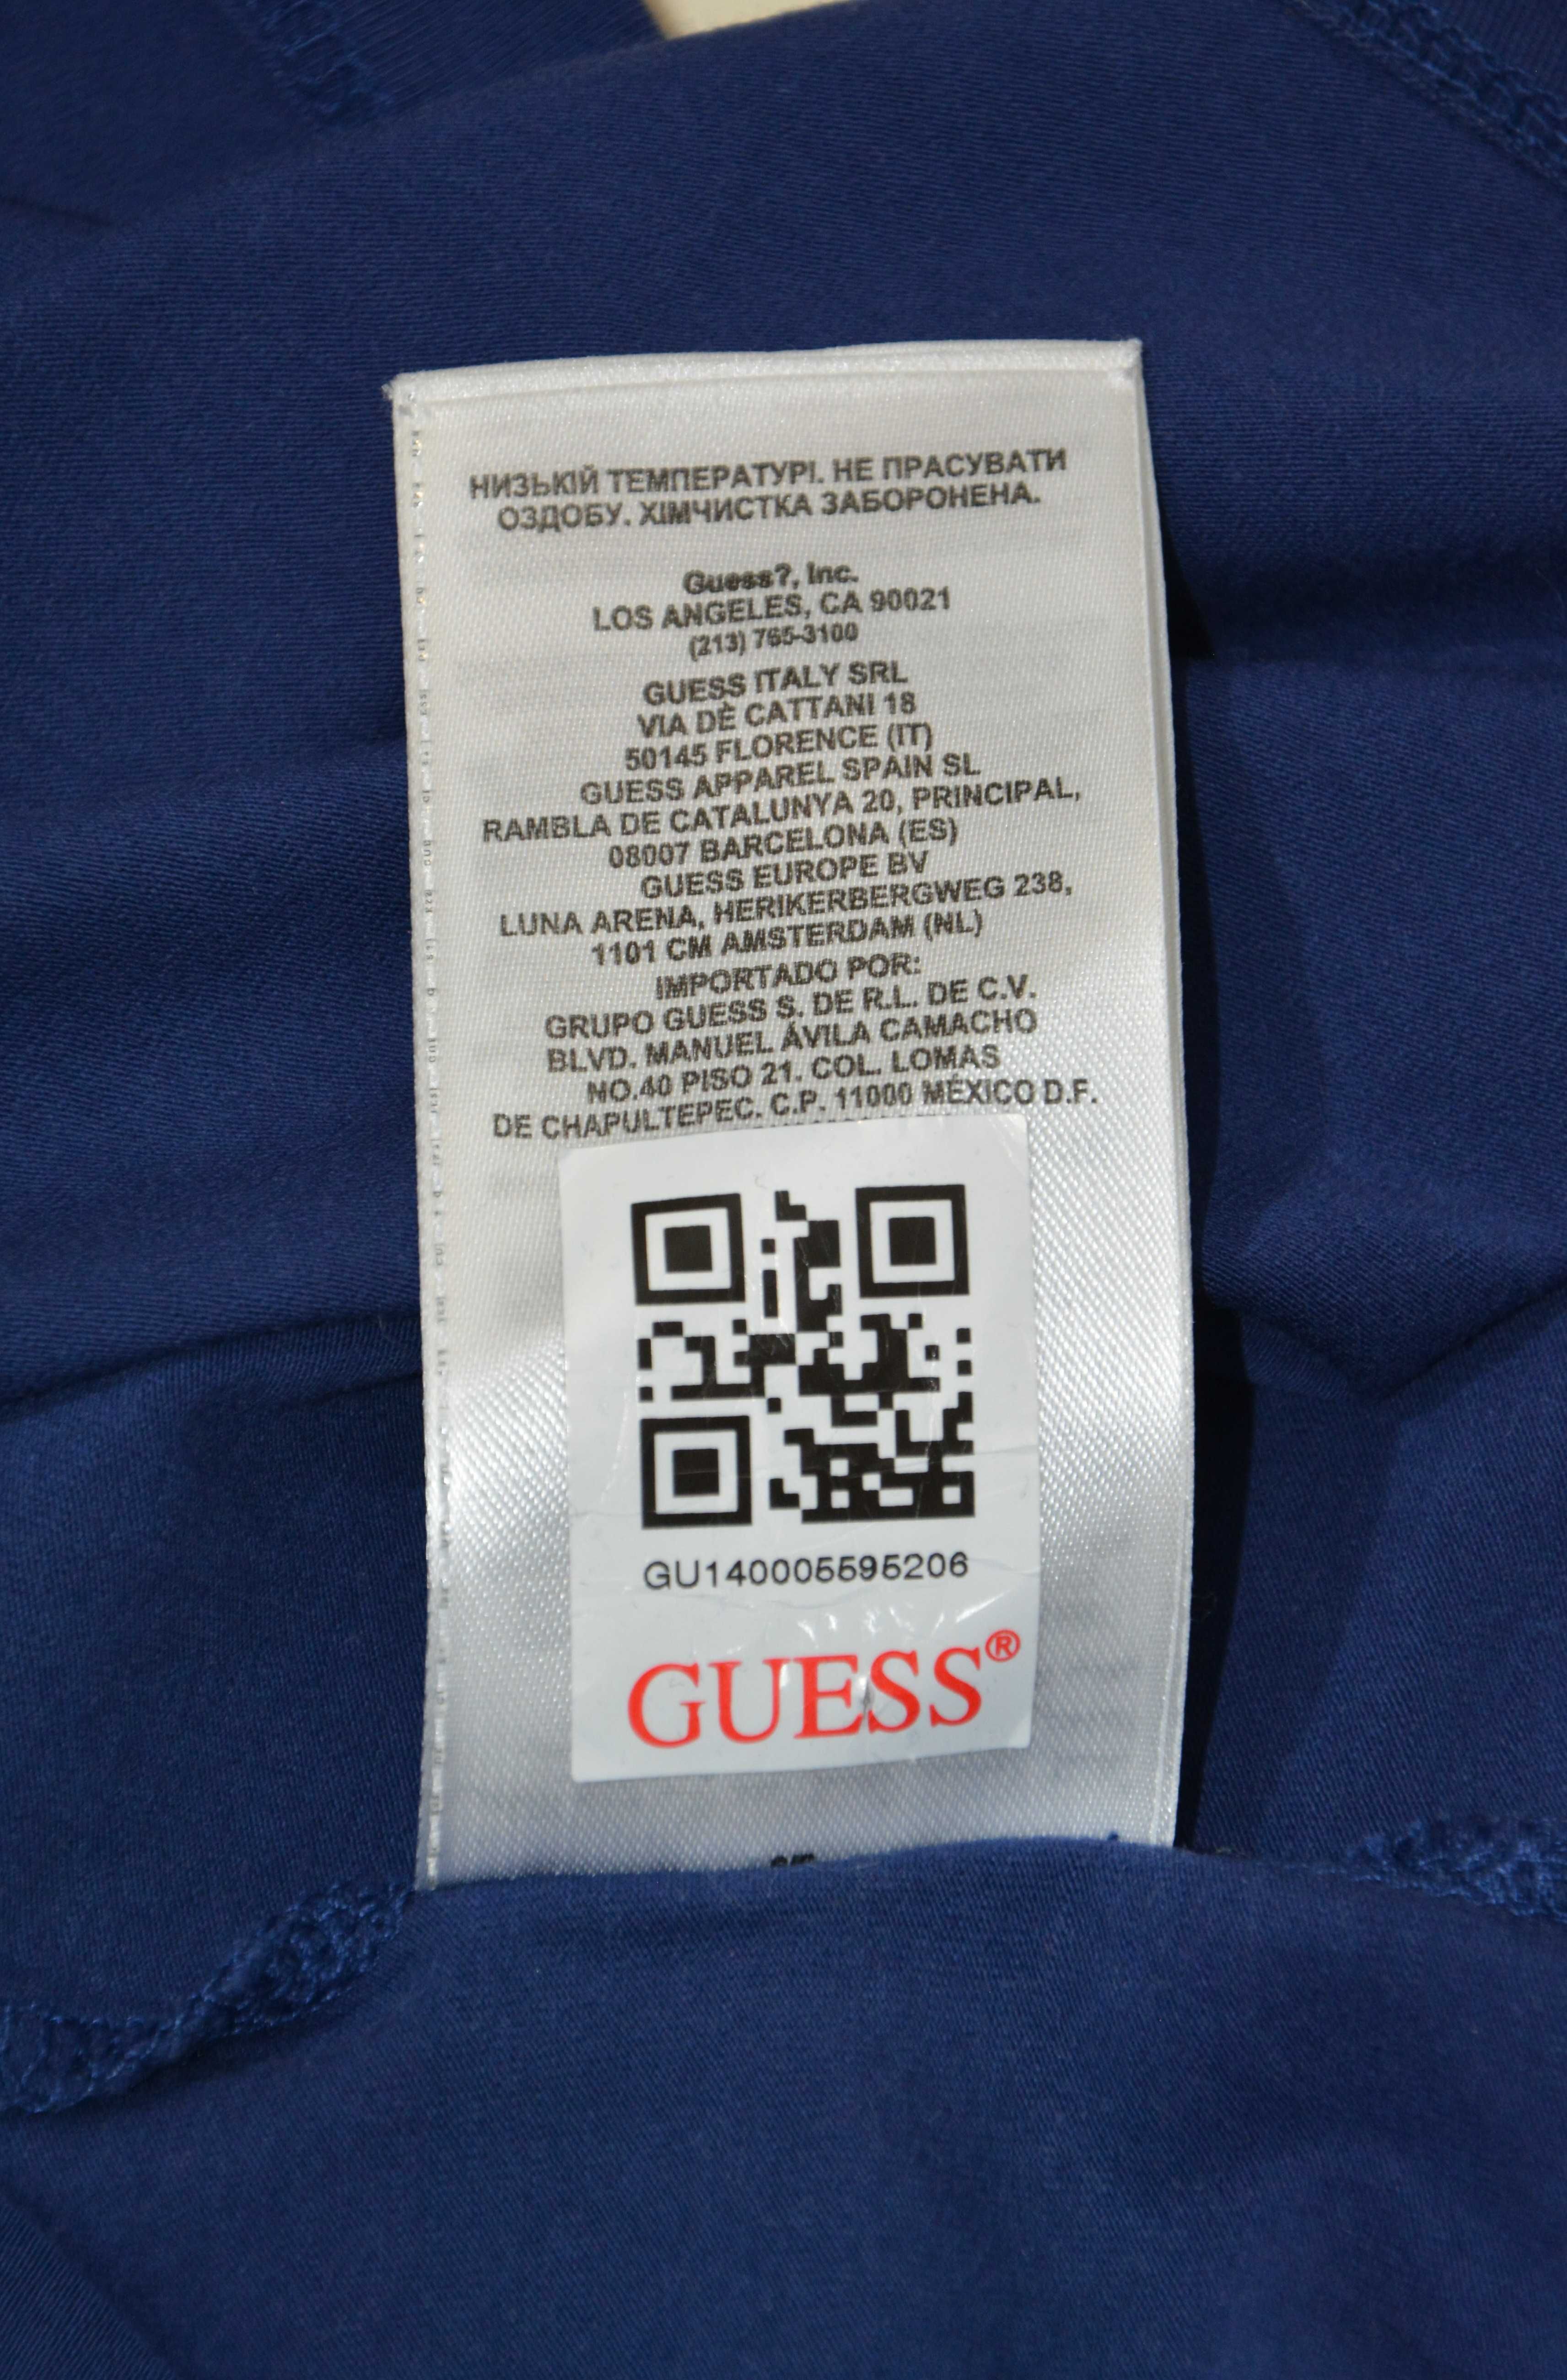 НИЗЬКІЙ ТЕМПЕРАТУРІ. НЕ ПРАСУВАТИ
ОЗДОБУ. ХІМЧИСТКА ЗАБОРОНЕНА.
Guess?, Inc.
LOS ANGELES, CA 90021
(213) 765-3100
GUESS ITALY SRL
VIA DÈ CATTANI 18
50145 FLORENCE (IT)
GUESS APPAREL SPAIN SL
RAMBLA DE CATALUNYA 20, PRINCIPAL,
08007 BARCELONA (ES)
GUESS EUROPE BV
LUNA ARENA, HERIKERBERGWEG 238,
1101 CM AMSTERDAM (NL)
IMPORTADO POR:
GRUPO GUESS S. DE R.L. DE C.V.
BLVD. MANUEL ÁVILA CAMACHO
NO.40 PISO 21. COL. LOMAS
DE CHAPULTEPEC. C.P. 11000 MÉXICO D.F.
GU140005595206
GUESS®